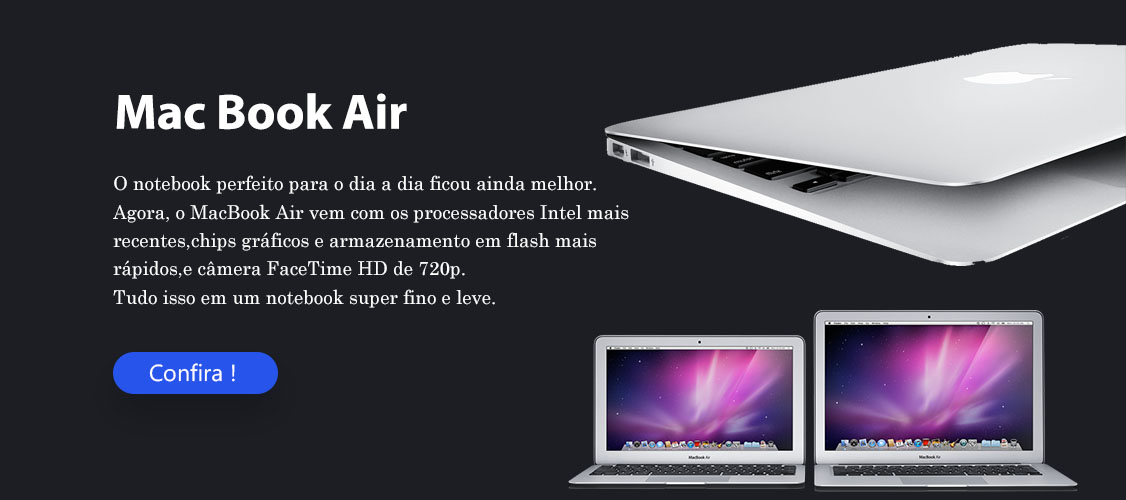 Mac Book Air
O notebook perfeito para o dia a dia ficou ainda melhor.
Agora, o MacBook Air vem com os processadores Intel mais
recentes,chips gráficos e armazenamento em flash mais
rápidos,e câmera FaceTime HD de 720p.
Tudo isso em um notebook super fino e leve.
Confira !
MacBook Air
MacBook Air